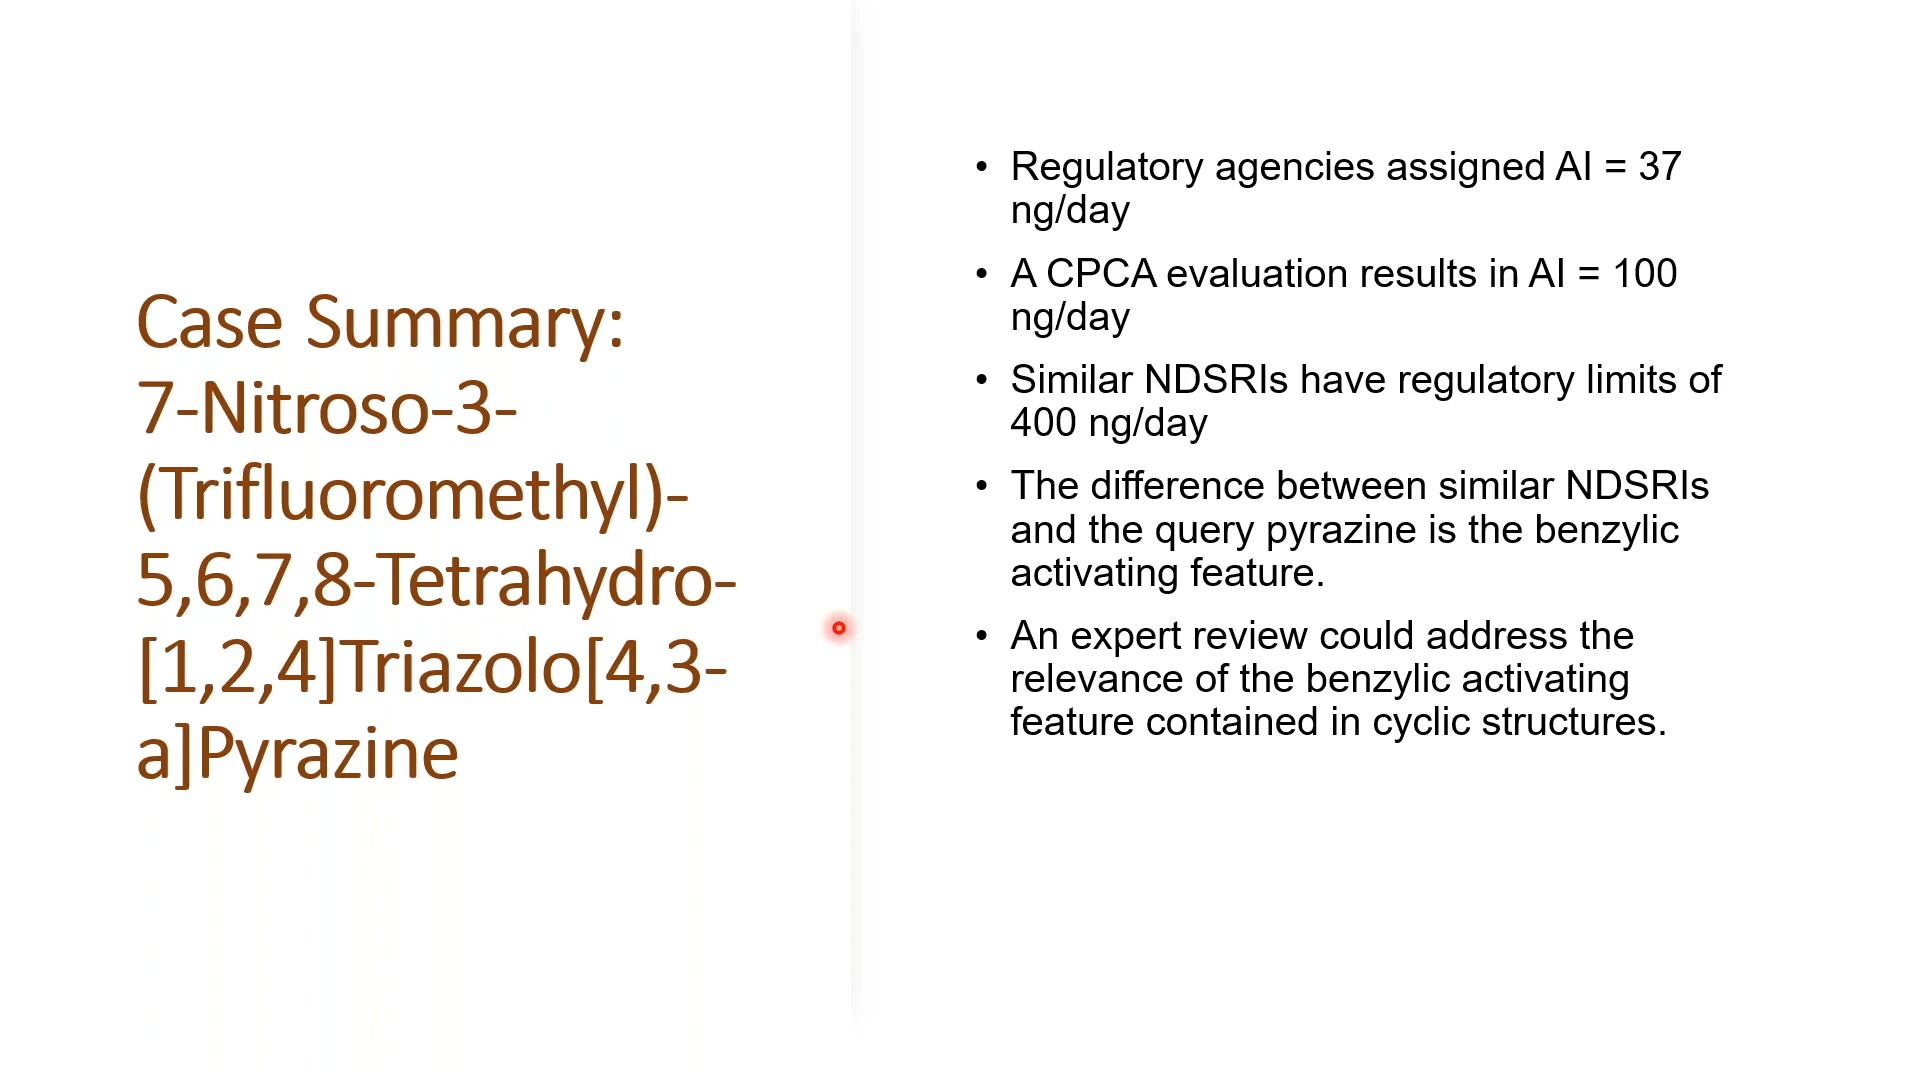 Case Summary:
7-Nitroso-3-
(Trifluoromethyl)-
5,6,7,8-Tetrahydro-
[1,2,4]Triazolo[4,3-
a]Pyrazine
• Regulatory agencies assigned AI = 37
ng/day
• A CPCA evaluation results in AI = 100
ng/day
• Similar NDSRIs have regulatory limits of
400 ng/day
• The difference between similar NDSRIs
and the query pyrazine is the benzylic
activating feature.
• An expert review could address the
relevance of the benzylic activating
feature contained in cyclic structures.